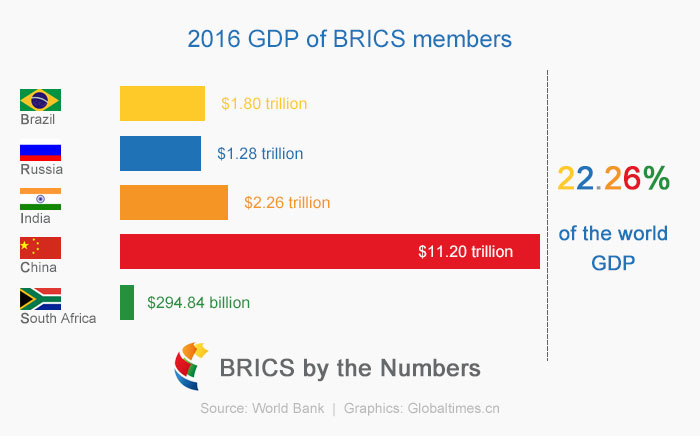 2016 GDP of BRICS members
Brazil
$1.80 trillion
Russia
$1.28 trillion
India
$2.26 trillion
China
$11.20 trillion
South Africa
$294.84 billion
22.26%
of the world
GDP
BRICS by the Numbers
Source: World Bank | Graphics: Globaltimes.cn